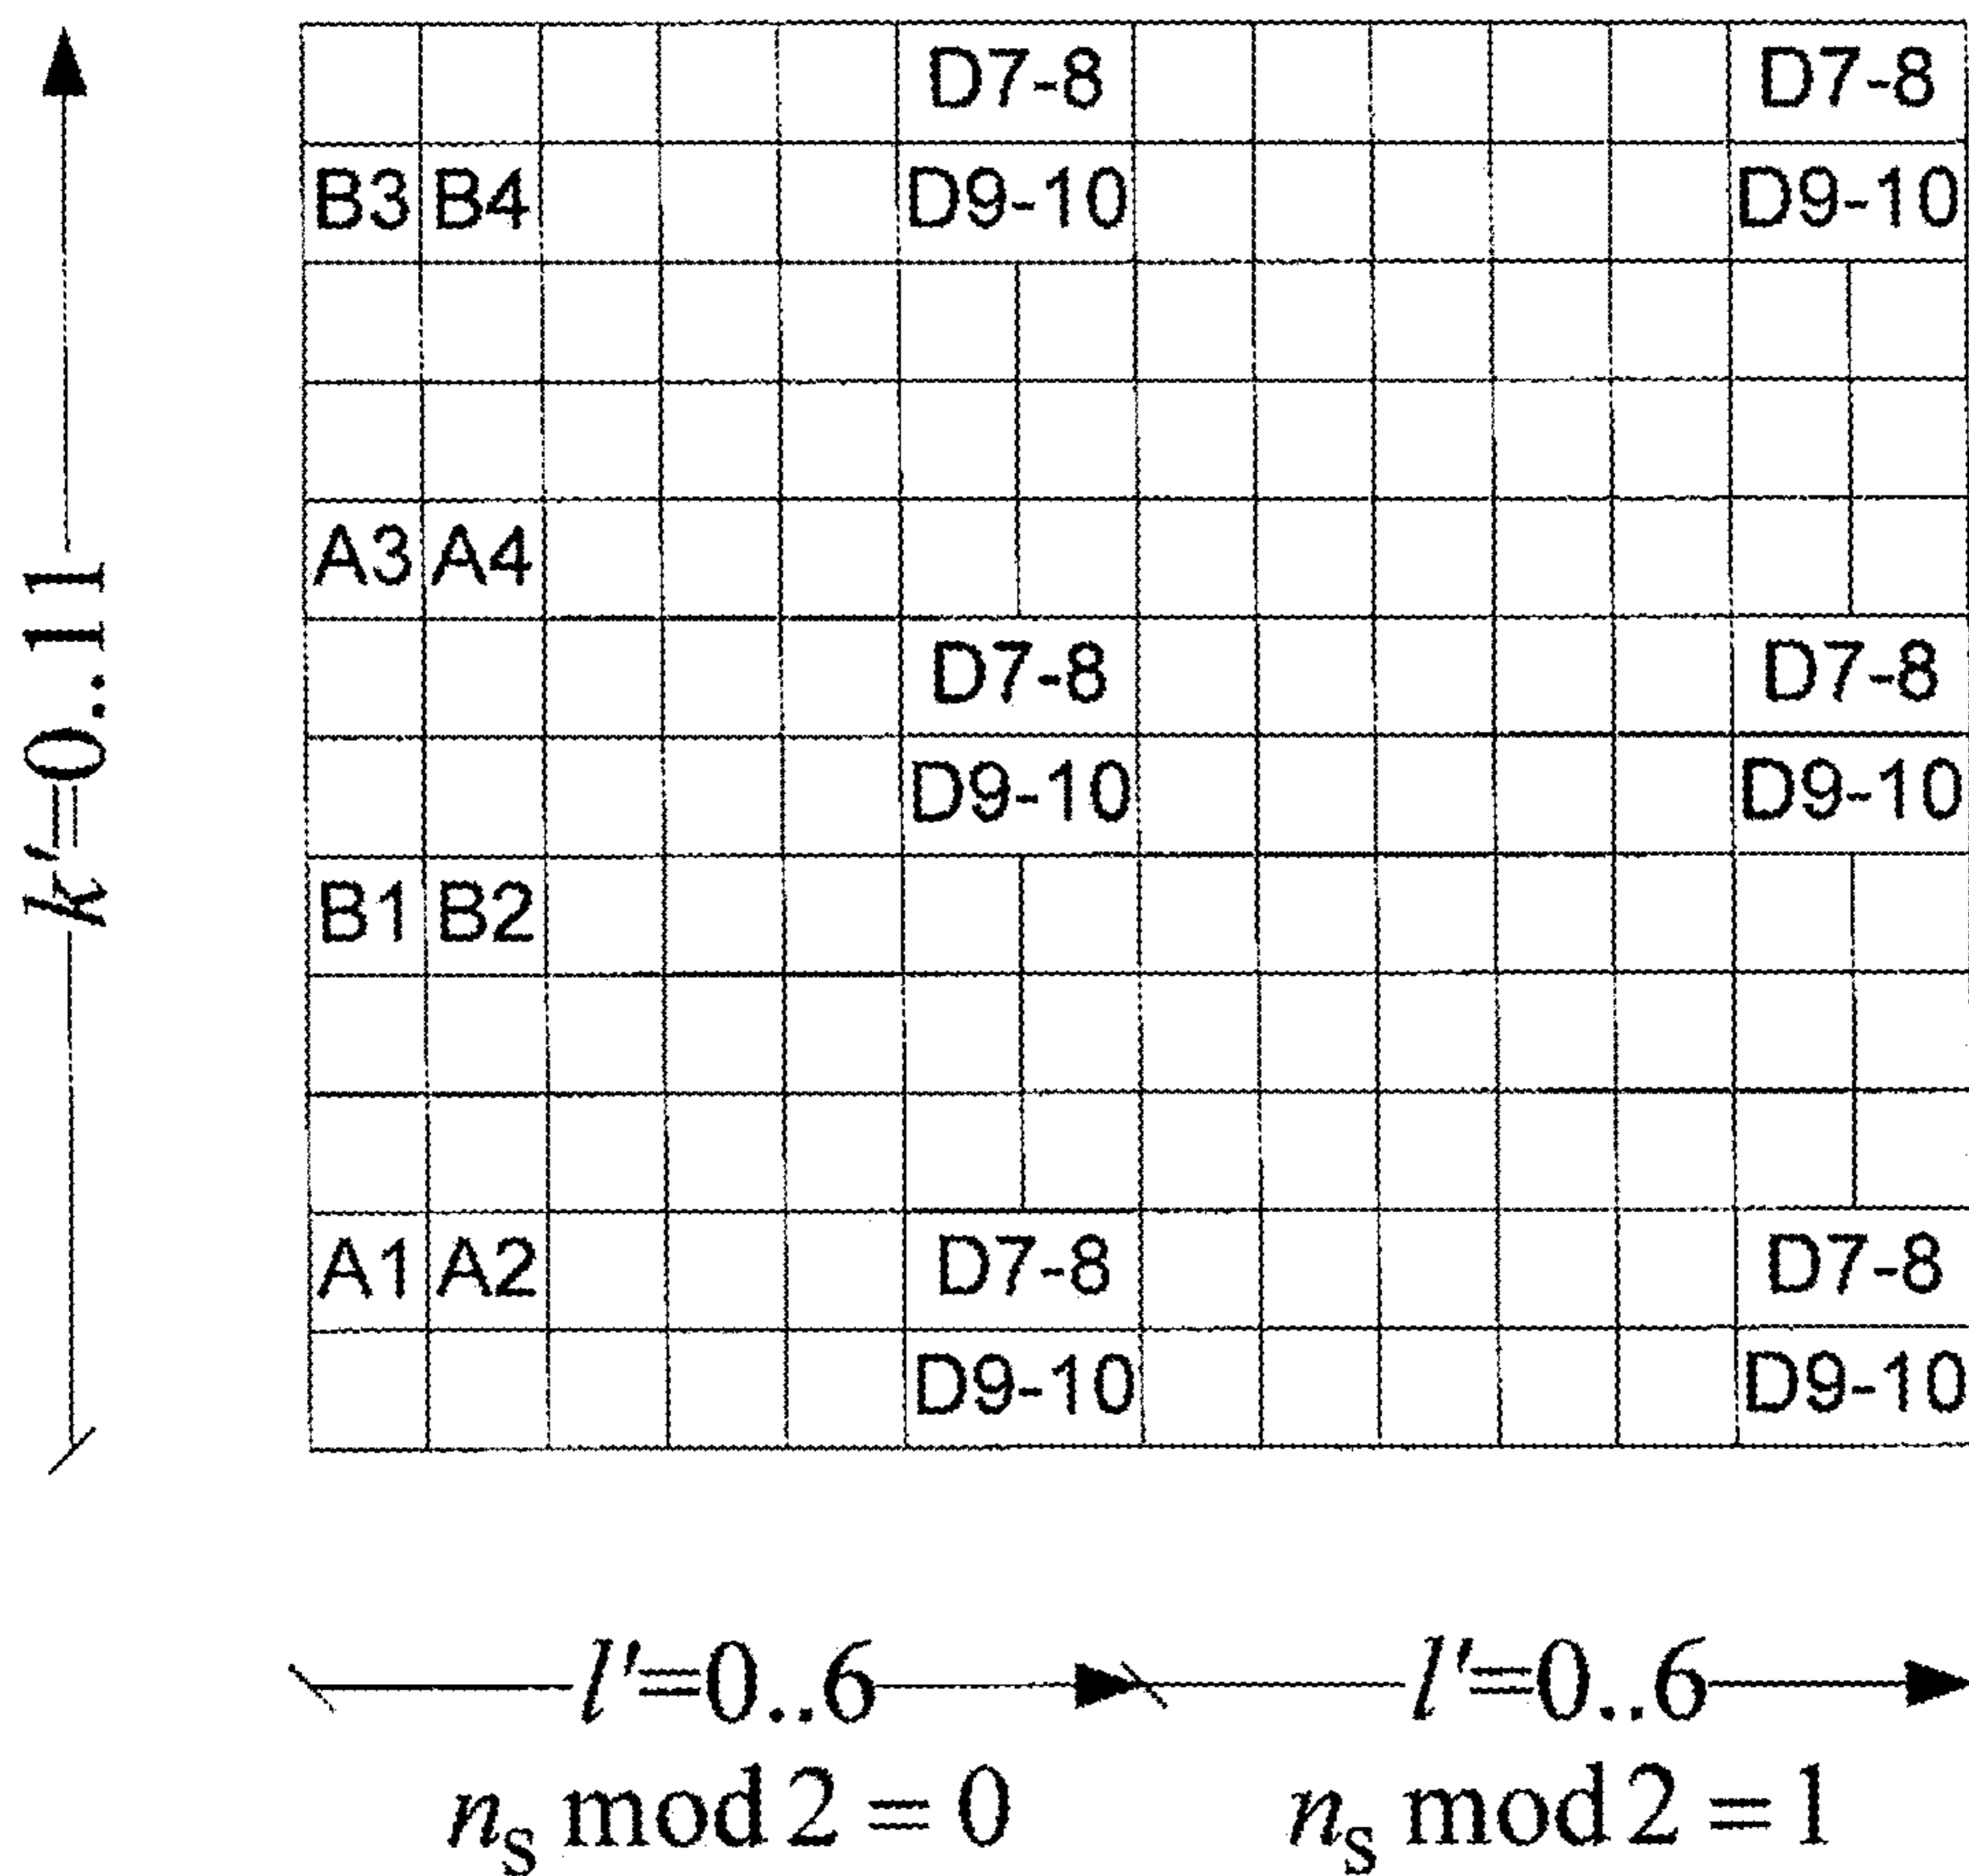 D7-8 D7-8
B3 B4 D9-10 D9-10
A3 A4
D7-8 D7-8
D9-10 D9-10
B1 B2
A1 A2 D7-8 D7-8
D9-10 D9-10
k′=0..11
l′=0..6 l′=0..6
nₛ mod 2 = 0 nₛ mod 2 = 1